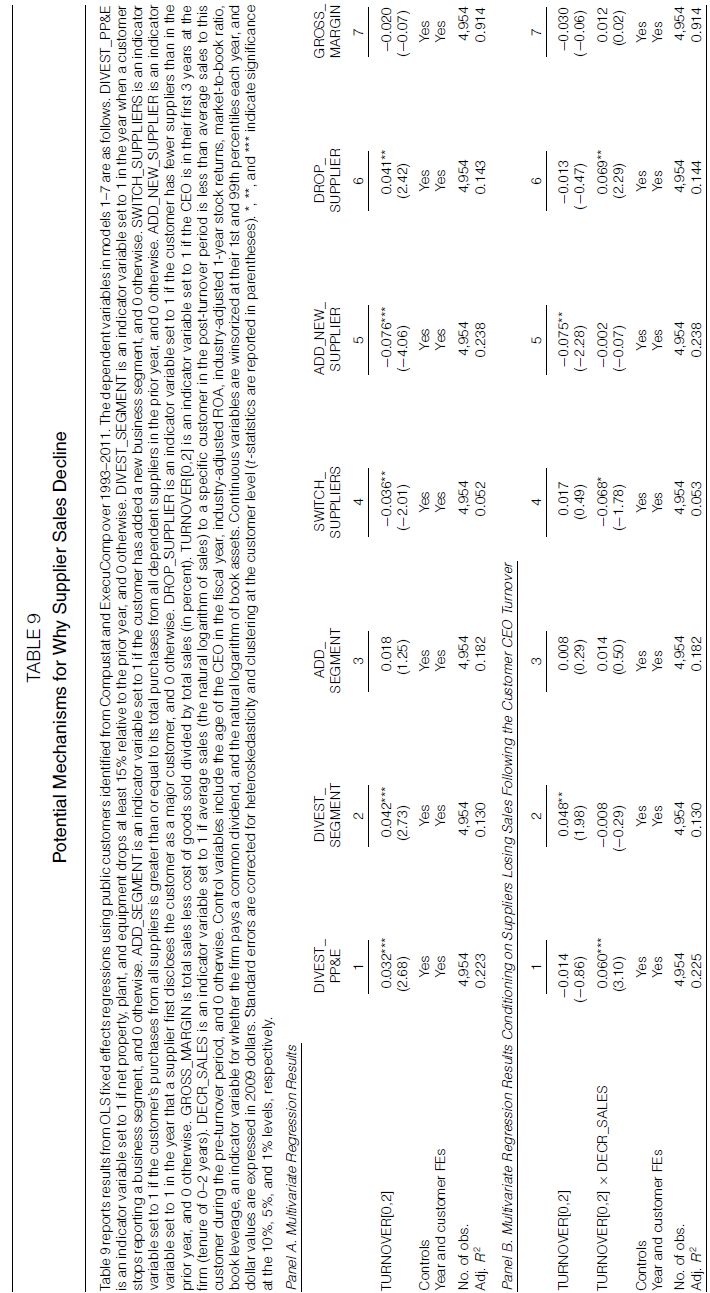 TABLE 9
Potential Mechanisms for Why Supplier Sales Decline
Table 9 reports results from OLS fixed effects regressions using public customers identified from Compustat and ExecuComp over 1993–2011. The dependent variables in models 1–7 are as follows. DIVEST_PP&E
is an indicator variable set to 1 if net property, plant, and equipment drops at least 15% relative to the prior year, and 0 otherwise. DIVEST_SEGMENT is an indicator variable set to 1 in the year when a customer
stops reporting a business segment, and 0 otherwise. ADD_SEGMENT is an indicator variable set to 1 if the customer has added a new business segment, and 0 otherwise. SWITCH_SUPPLIERS is an indicator
variable set to 1 if the customer's purchases from all suppliers is greater than or equal to its total purchases from all dependent suppliers in the prior year, and 0 otherwise. ADD_NEW_SUPPLIER is an indicator
variable set to 1 in the year that a supplier first discloses the customer as a major customer, and 0 otherwise. DROP_SUPPLIER is an indicator variable set to 1 if the customer has fewer suppliers than in the
prior year, and 0 otherwise. GROSS_MARGIN is total sales less cost of goods sold divided by total sales (in percent). TURNOVER[0,2] is an indicator variable set to 1 if the CEO is in their first 3 years at the
firm (tenure of 0–2 years). DECR_SALES is an indicator variable set to 1 if average sales (the natural logarithm of sales) to a specific customer in the post-turnover period is less than average sales to this
customer during the pre-turnover period, and 0 otherwise. Control variables include the age of the CEO in the fiscal year, industry-adjusted ROA, industry-adjusted 1-year stock returns, market-to-book ratio,
book leverage, an indicator variable for whether the firm pays a common dividend, and the natural logarithm of book assets. Continuous variables are winsorized at their 1st and 99th percentiles each year, and
dollar values are expressed in 2009 dollars. Standard errors are corrected for heteroskedasticity and clustering at the customer level (t-statistics are reported in parentheses). *, **, and *** indicate significance
at the 10%, 5%, and 1% levels, respectively.
Panel A. Multivariate Regression Results
DIVEST_ DIVEST_ ADD_ SWITCH_ ADD_NEW_ DROP_ GROSS_
PP&E SEGMENT SEGMENT SUPPLIERS SUPPLIER SUPPLIER MARGIN
1 2 3 4 5 6 7
TURNOVER[0,2] 0.032*** 0.042*** 0.018 −0.036** −0.076*** 0.041** −0.020
(2.68) (2.73) (1.25) (−2.01) (−4.06) (2.42) (−0.07)
Controls Yes Yes Yes Yes Yes Yes Yes
Year and customer FEs Yes Yes Yes Yes Yes Yes Yes
No. of obs. 4,954 4,954 4,954 4,954 4,954 4,954 4,954
Adj. R² 0.223 0.130 0.182 0.052 0.238 0.143 0.914
Panel B. Multivariate Regression Results Conditioning on Suppliers Losing Sales Following the Customer CEO Turnover
1 2 3 4 5 6 7
TURNOVER[0,2] −0.014 0.048** 0.008 0.017 −0.075** −0.013 −0.030
(−0.86) (1.98) (0.29) (0.49) (−2.28) (−0.47) (−0.06)
TURNOVER[0,2] × DECR_SALES 0.060*** −0.008 0.014 −0.068* −0.002 0.069** 0.012
(3.10) (−0.29) (0.50) (−1.78) (−0.07) (2.29) (0.02)
Controls Yes Yes Yes Yes Yes Yes Yes
Year and customer FEs Yes Yes Yes Yes Yes Yes Yes
No. of obs. 4,954 4,954 4,954 4,954 4,954 4,954 4,954
Adj. R² 0.225 0.130 0.182 0.053 0.238 0.144 0.914